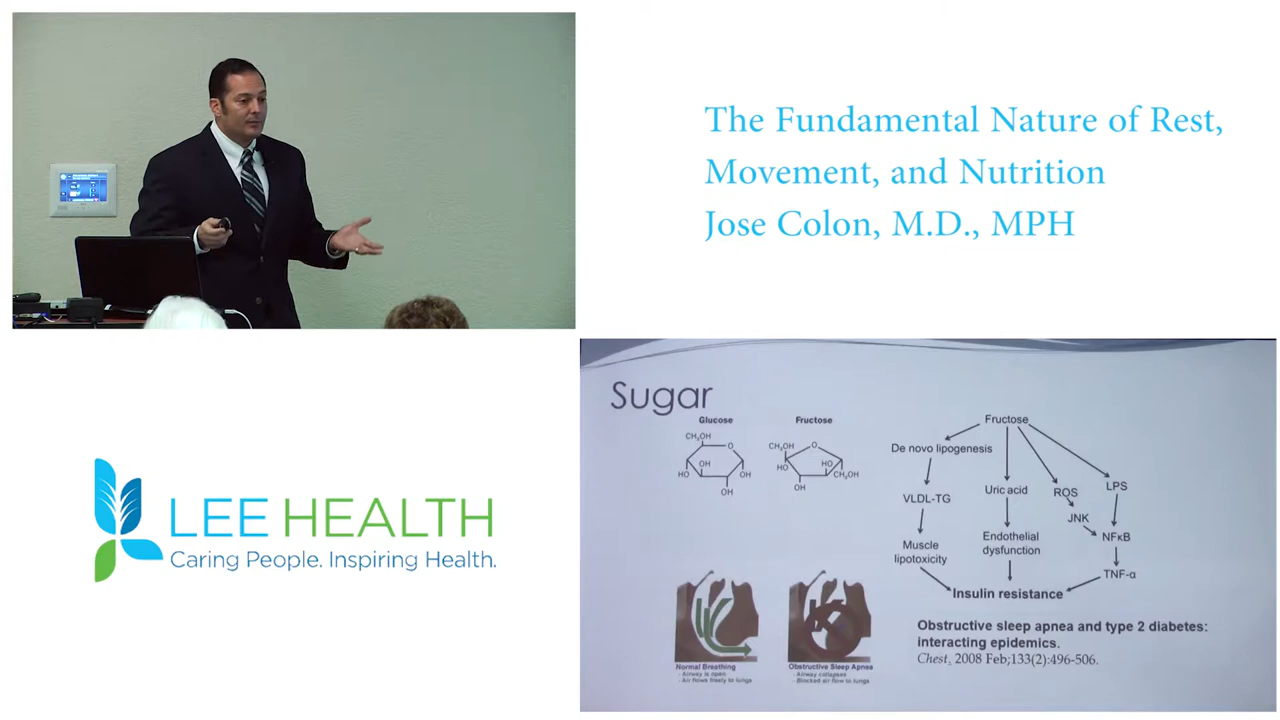 The Fundamental Nature of Rest,
Movement, and Nutrition
Jose Colon, M.D., MPH
LEE HEALTH
Caring People. Inspiring Health.
Sugar
Glucose
CH₂OH
O
HO
OH
OH
OH
Fructose
CH₂OH
O
HO
HO
CH₂OH
OH
Fructose
De novo lipogenesis
VLDL-TG
Muscle
lipotoxicity
Uric acid
Endothelial
dysfunction
ROS
JNK
LPS
NFκB
TNF-α
Insulin resistance
Normal Breathing
- Airway is open
- Air flows freely to lungs
Obstructive Sleep Apnea
- Airway collapses
- Blocked air flow to lungs
Obstructive sleep apnea and type 2 diabetes:
interacting epidemics.
Chest. 2008 Feb;133(2):496-506.